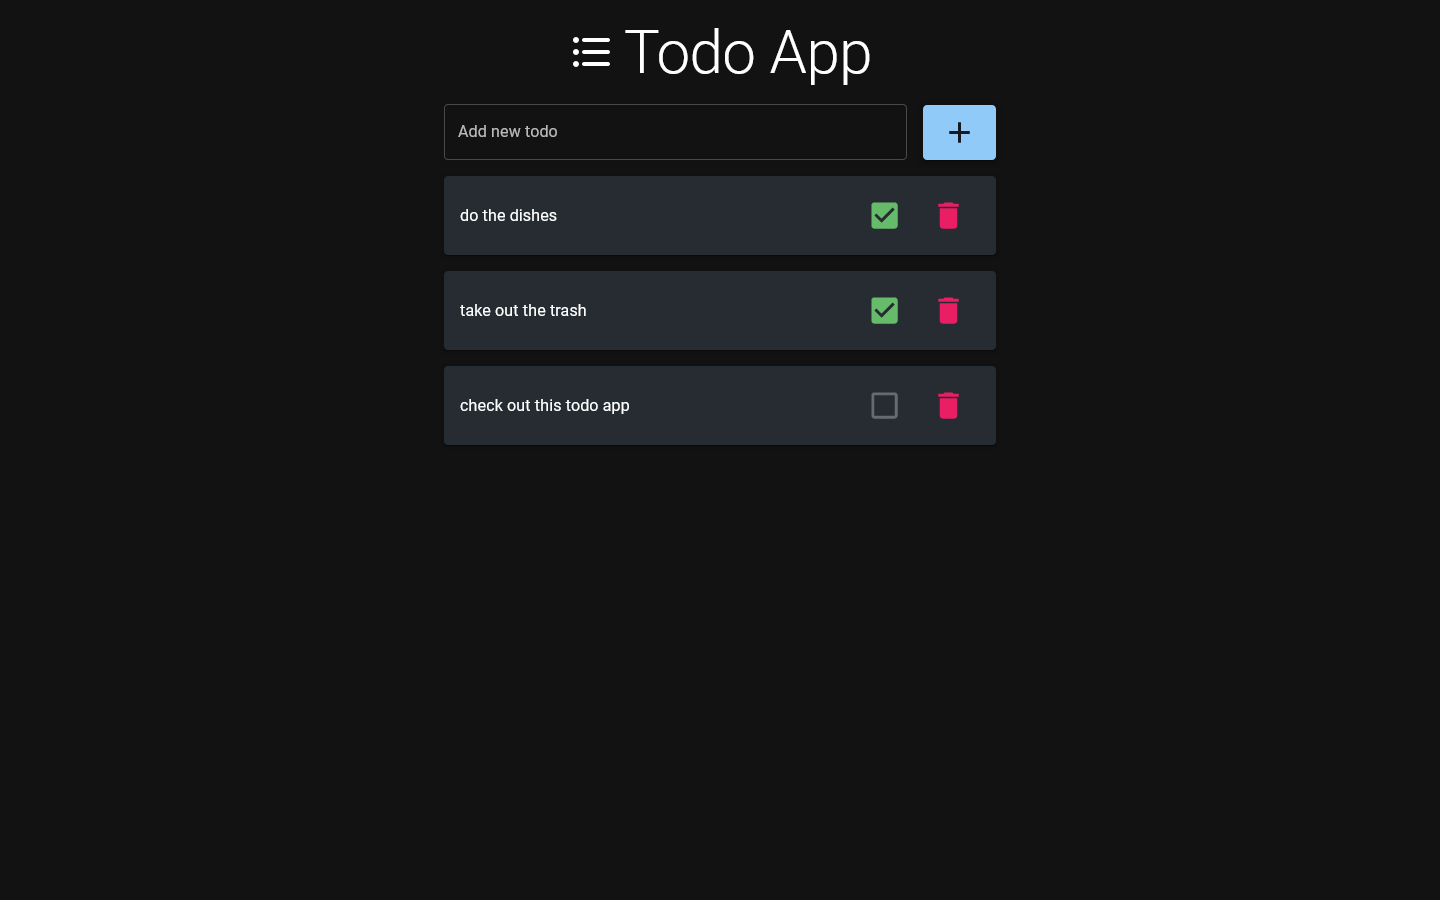 Todo App
Add new todo
do the dishes
take out the trash
check out this todo app